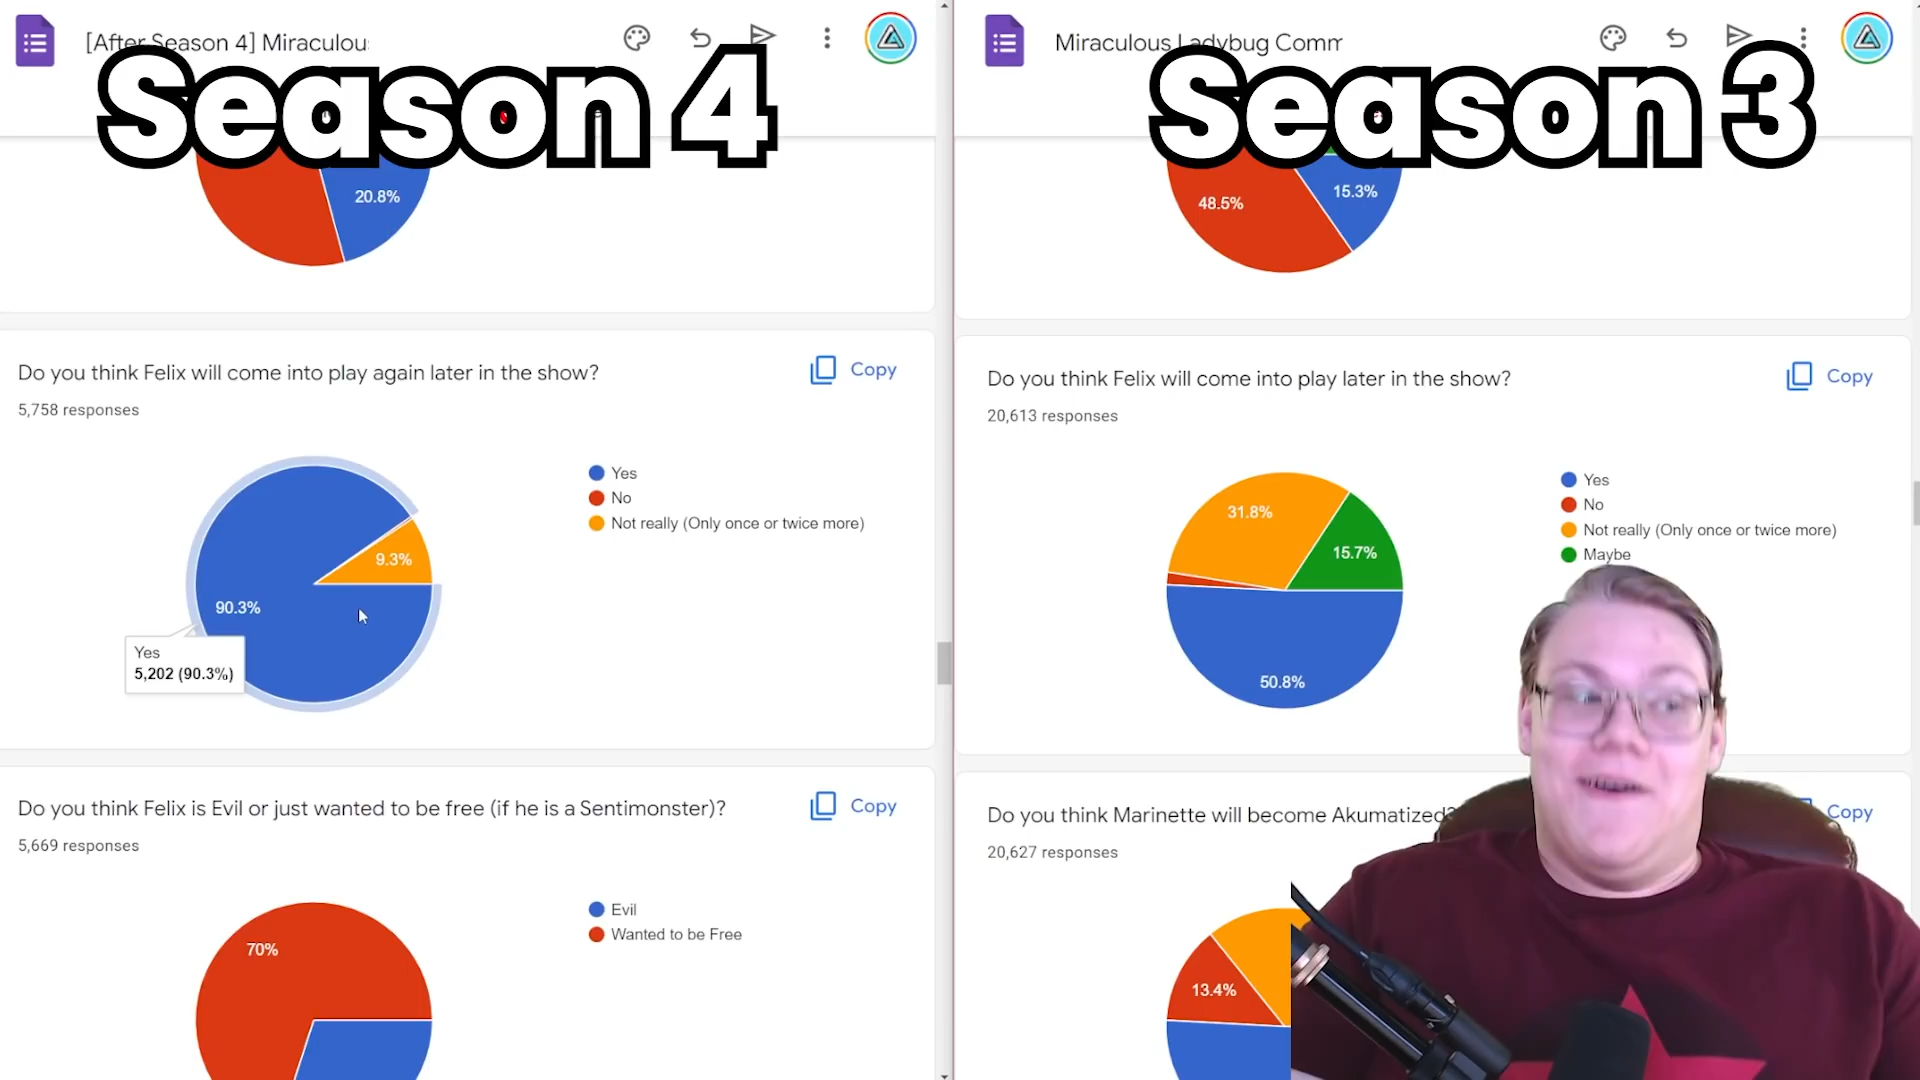 [After Season 4] Miraculou
Season 4
20.8%
Do you think Felix will come into play again later in the show?
Copy
5,758 responses
Yes
No
Not really (Only once or twice more)
9.3%
90.3%
Yes
5,202 (90.3%)
Do you think Felix is Evil or just wanted to be free (if he is a Sentimonster)?
Copy
5,669 responses
Evil
Wanted to be Free
70%
Miraculous Ladybug Comm
Season 3
48.5%
15.3%
Do you think Felix will come into play later in the show?
Copy
20,613 responses
Yes
No
Not really (Only once or twice more)
Maybe
31.8%
15.7%
50.8%
Do you think Marinette will become Akumatized?
Copy
20,627 responses
13.4%